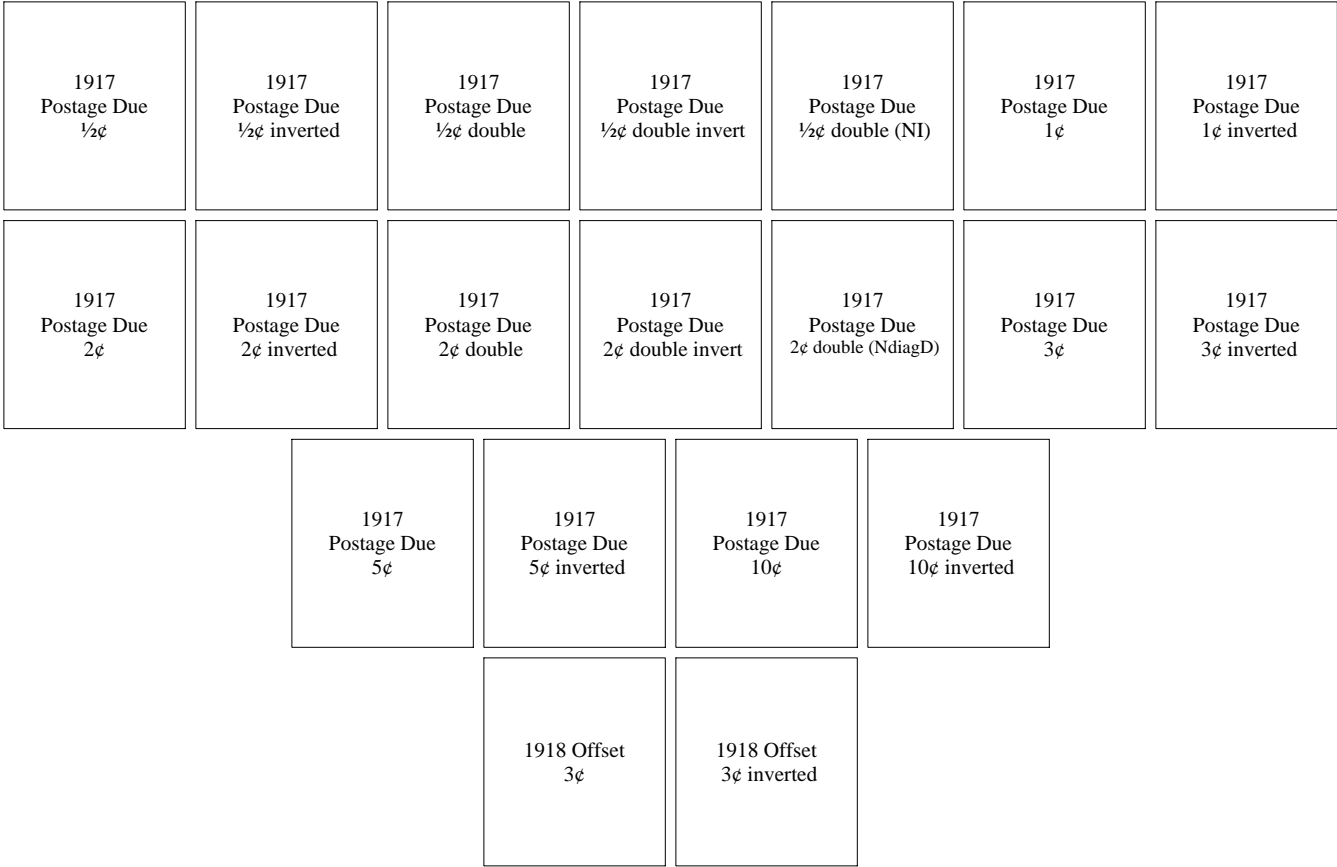 1917
Postage Due
½¢
1917
Postage Due
½¢ inverted
1917
Postage Due
½¢ double
1917
Postage Due
½¢ double invert
1917
Postage Due
½¢ double (NI)
1917
Postage Due
1¢
1917
Postage Due
1¢ inverted
1917
Postage Due
2¢
1917
Postage Due
2¢ inverted
1917
Postage Due
2¢ double
1917
Postage Due
2¢ double invert
1917
Postage Due
2¢ double (NdiagD)
1917
Postage Due
3¢
1917
Postage Due
3¢ inverted
1917
Postage Due
5¢
1917
Postage Due
5¢ inverted
1917
Postage Due
10¢
1917
Postage Due
10¢ inverted
1918 Offset
3¢
1918 Offset
3¢ inverted